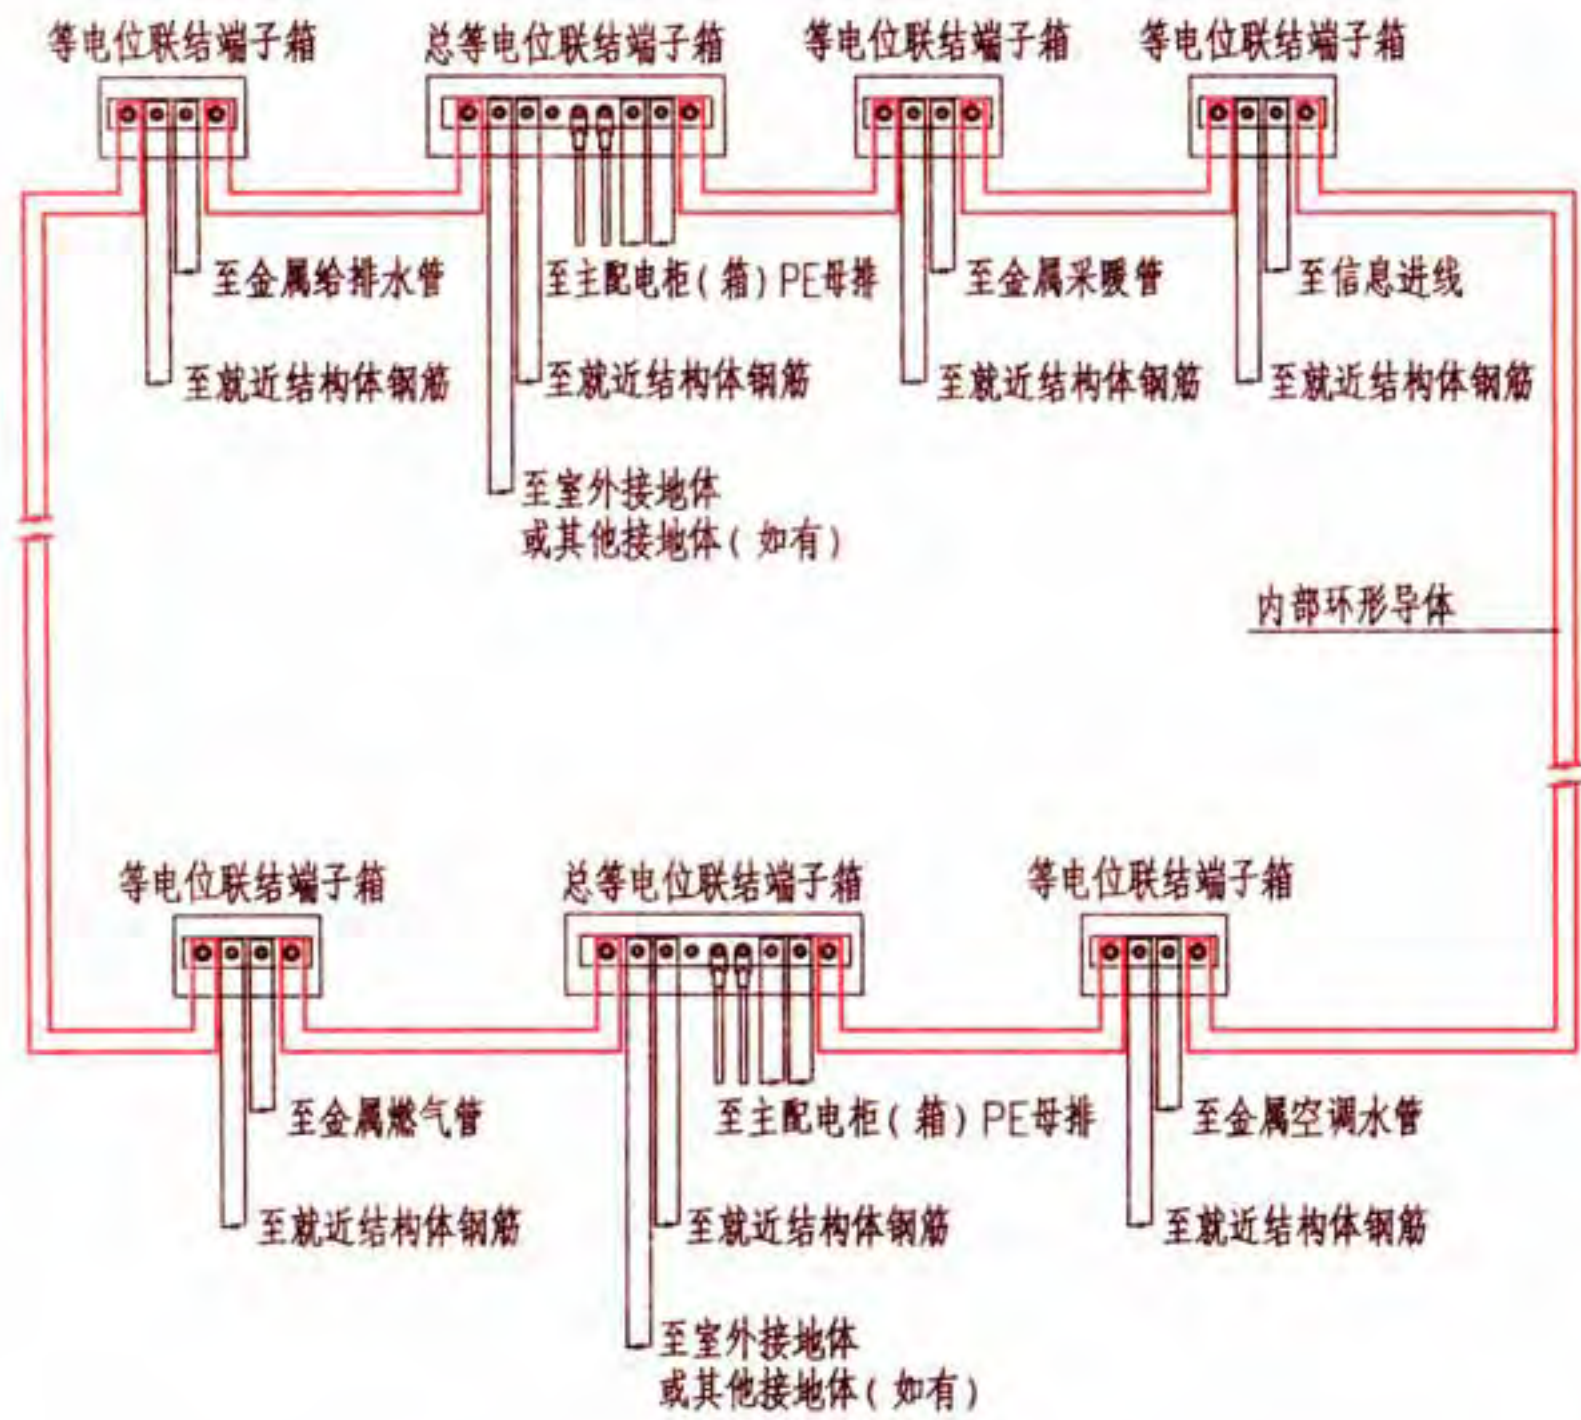 等电位联结端子箱
总等电位联结端子箱
等电位联结端子箱
等电位联结端子箱
至金属给排水管
至主配电柜(箱)PE母排
至金属采暖管
至信息进线
至就近结构体钢筋
至就近结构体钢筋
至就近结构体钢筋
至就近结构体钢筋
至室外接地体
或其他接地体(如有)
内部环形导体
等电位联结端子箱
总等电位联结端子箱
等电位联结端子箱
至金属燃气管
至主配电柜(箱)PE母排
至金属空调水管
至就近结构体钢筋
至就近结构体钢筋
至就近结构体钢筋
至室外接地体
或其他接地体(如有)